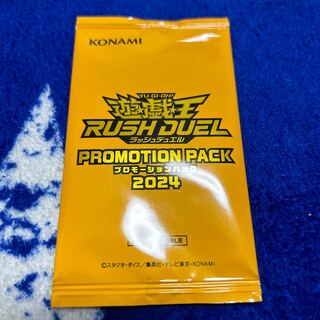 KONAMI
YU-GI-OH!
遊戯王
RUSH DUEL
ラッシュデュエル
PROMOTION PACK
プロモーションパック
2024
SALE
©スタジオ・ダイス／集英社・テレビ東京・KONAMI